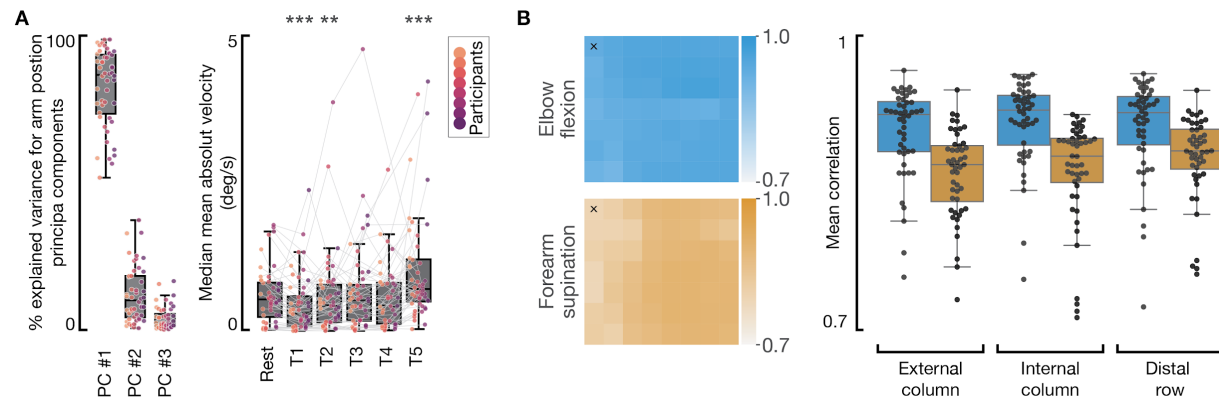 A
B
% explained variance for arm postion
principa components
100
0
PC #1
PC #2
PC #3
Median mean absolut velocity
(deg/s)
5
0
*** ** ***
Rest
T1
T2
T3
T4
T5
Participants
Elbow
flexion
×
1.0
0.7
Forearm
supination
×
1.0
0.7
Mean correlation
1
0.7
External
column
Internal
column
Distal
row